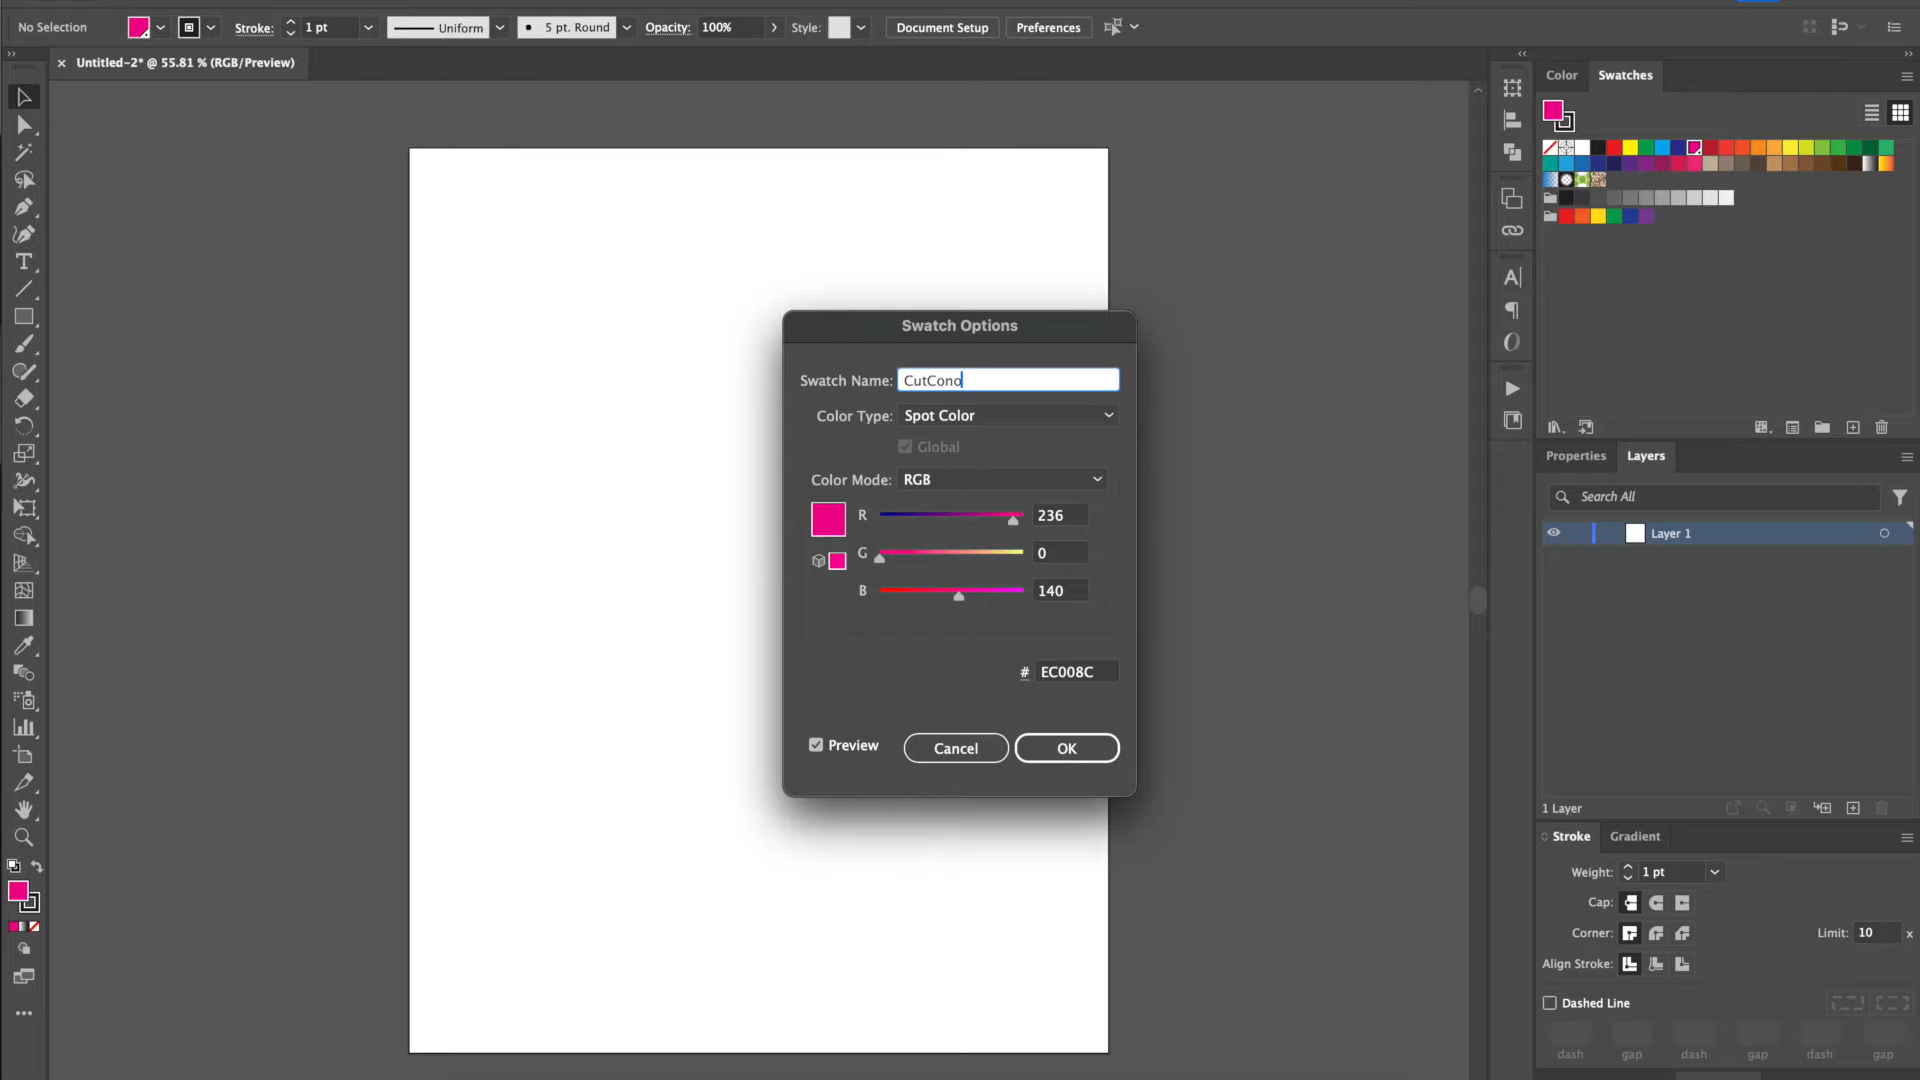 No Selection
Stroke: 1 pt
Uniform
5 pt. Round
Opacity: 100%
Style:
Document Setup
Preferences
Untitled-2* @ 55.81 % (RGB/Preview)
Color
Swatches
Swatch Options
Swatch Name: CutCono
Color Type: Spot Color
Global
Color Mode: RGB
R 236
G 0
B 140
# EC008C
Preview
Cancel
OK
Properties
Layers
Search All
Layer 1
1 Layer
Stroke
Gradient
Weight: 1 pt
Cap:
Corner:
Limit: 10 x
Align Stroke:
Dashed Line
dash gap dash gap dash gap